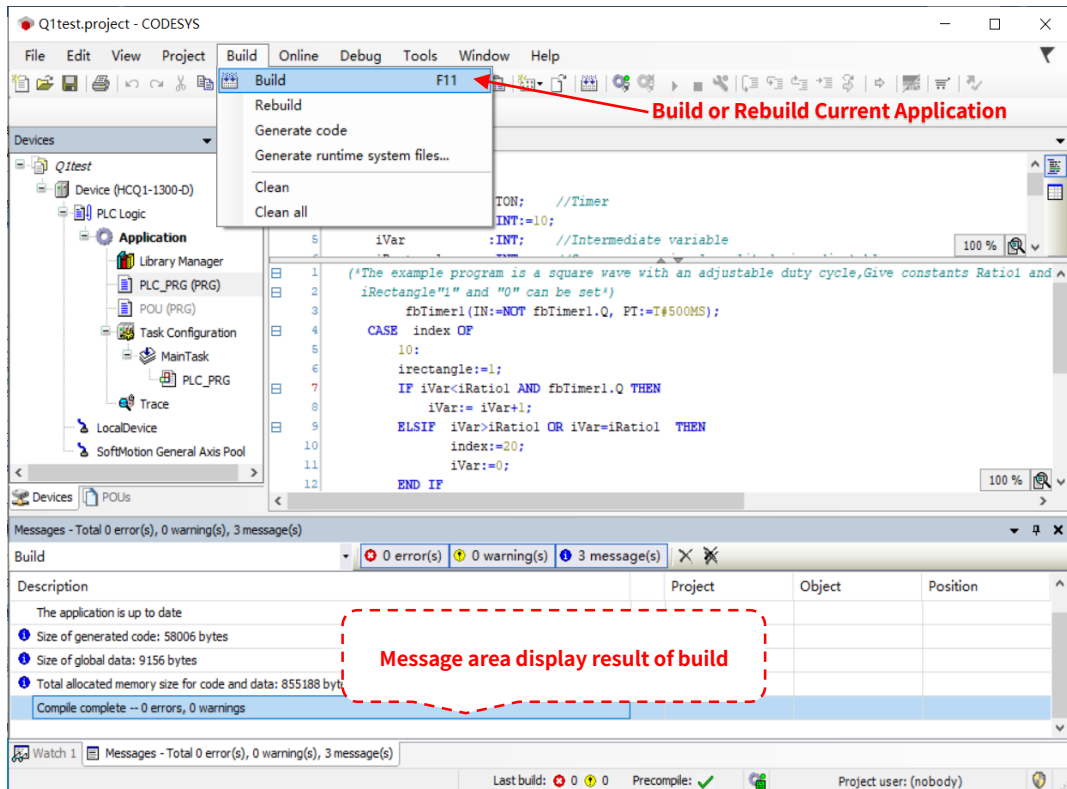 Q1test.project - CODESYS
File Edit View Project Build Online Debug Tools Window Help
Build F11
Rebuild
Generate code
Generate runtime system files...
Clean
Clean all
Build or Rebuild Current Application
Devices
Q1test
Device (HCQ1-1300-D)
PLC Logic
Application
Library Manager
PLC_PRG (PRG)
POU (PRG)
Task Configuration
MainTask
PLC_PRG
Trace
LocalDevice
SoftMotion General Axis Pool
Devices POUs
TON; //Timer
INT:=10;
5 iVar :INT; //Intermediate variable
100 %
1 (*The example program is a square wave with an adjustable duty cycle,Give constants Ratio1 and
2 iRectangle"1" and "0" can be set*)
3 fbTimer1(IN:=NOT fbTimer1.Q, PT:=T#500MS);
4 CASE index OF
5 10:
6 irectangle:=1;
7 IF iVar<iRatio1 AND fbTimer1.Q THEN
8 iVar:= iVar+1;
9 ELSIF iVar>iRatio1 OR iVar=iRatio1 THEN
10 index:=20;
11 iVar:=0;
12 END IF
100 %
Messages - Total 0 error(s), 0 warning(s), 3 message(s)
Build 0 error(s) 0 warning(s) 3 message(s)
Description Project Object Position
The application is up to date
Size of generated code: 58006 bytes
Size of global data: 9156 bytes
Total allocated memory size for code and data: 855188 byt
Compile complete -- 0 errors, 0 warnings
Message area display result of build
Watch 1 Messages - Total 0 error(s), 0 warning(s), 3 message(s)
Last build: 0 0 Precompile: Project user: (nobody)